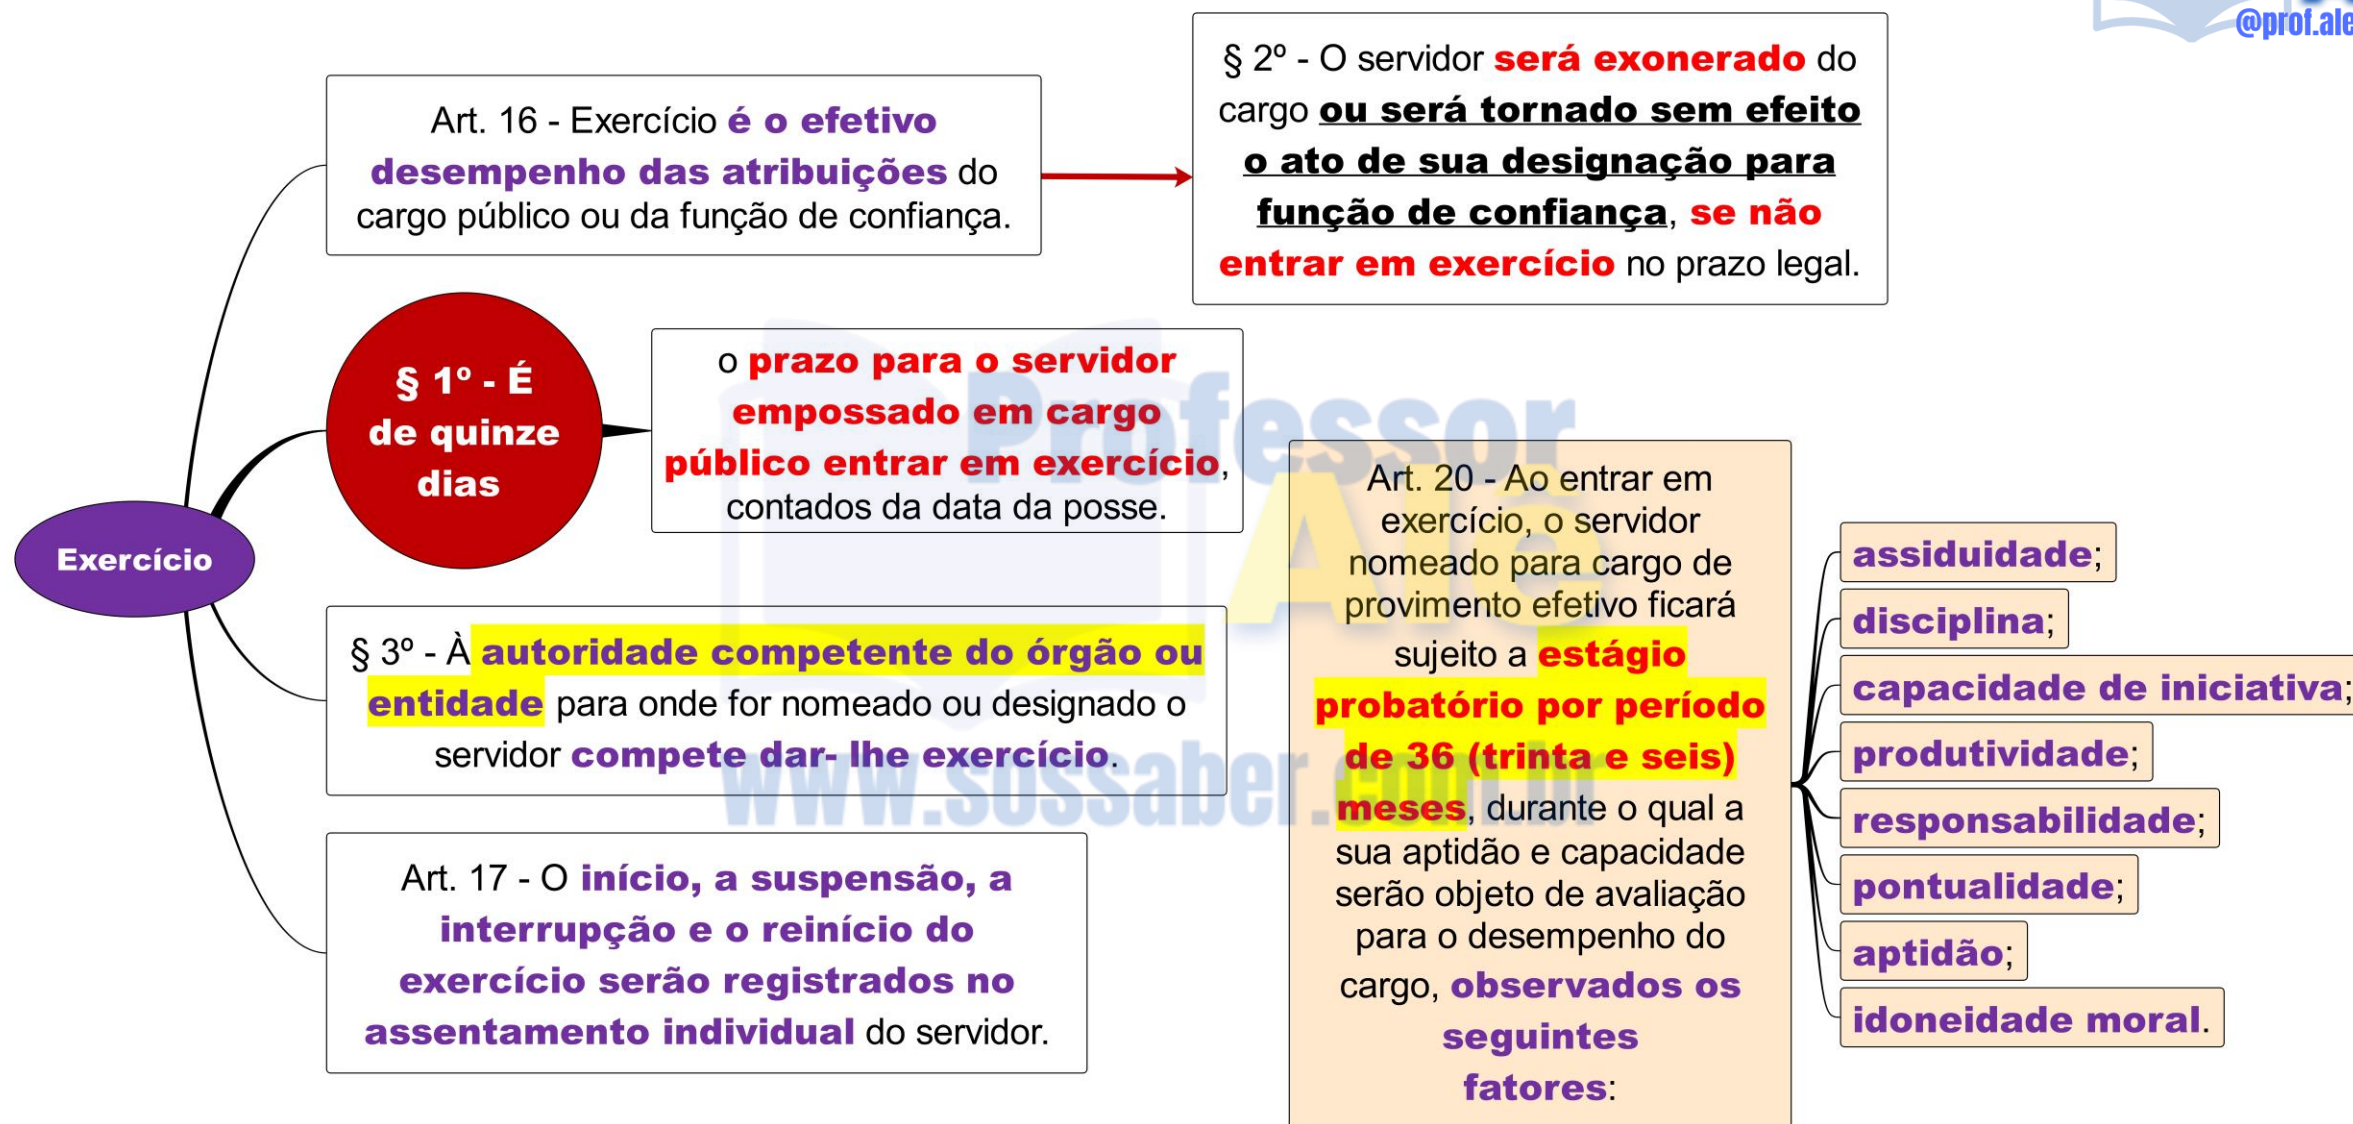 @prof.ale
Art. 16 - Exercício é o efetivo
desempenho das atribuições do
cargo público ou da função de confiança.
§ 2º - O servidor será exonerado do
cargo ou será tornado sem efeito
o ato de sua designação para
função de confiança, se não
entrar em exercício no prazo legal.
§ 1º - É
de quinze
dias
o prazo para o servidor
empossado em cargo
público entrar em exercício,
contados da data da posse.
Exercício
§ 3º - À autoridade competente do órgão ou
entidade para onde for nomeado ou designado o
servidor compete dar- lhe exercício.
Art. 17 - O início, a suspensão, a
interrupção e o reinício do
exercício serão registrados no
assentamento individual do servidor.
Professor
Alê
www.sossaber.com.br
Art. 20 - Ao entrar em
exercício, o servidor
nomeado para cargo de
provimento efetivo ficará
sujeito a estágio
probatório por período
de 36 (trinta e seis)
meses, durante o qual a
sua aptidão e capacidade
serão objeto de avaliação
para o desempenho do
cargo, observados os
seguintes
fatores:
assiduidade;
disciplina;
capacidade de iniciativa;
produtividade;
responsabilidade;
pontualidade;
aptidão;
idoneidade moral.